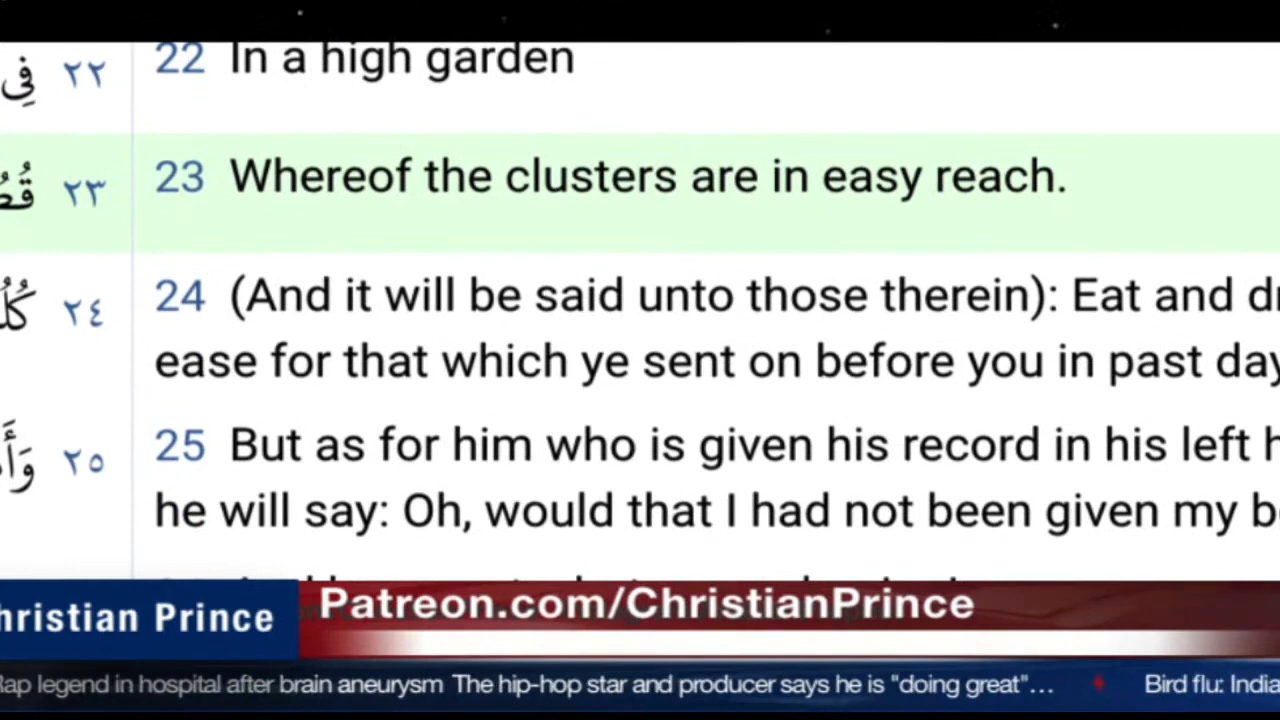 فِى ٢٢ 22 In a high garden
٢٣ 23 Whereof the clusters are in easy reach.
٢٤ 24 (And it will be said unto those therein): Eat and
ease for that which ye sent on before you in past
٢٥ 25 But as for him who is given his record in his left
he will say: Oh, would that I had not been given my
Patreon.com/ChristianPrince
hristian Prince
Rap legend in hospital after brain aneurysm The hip-hop star and producer says he is "doing great"... Bird flu: India